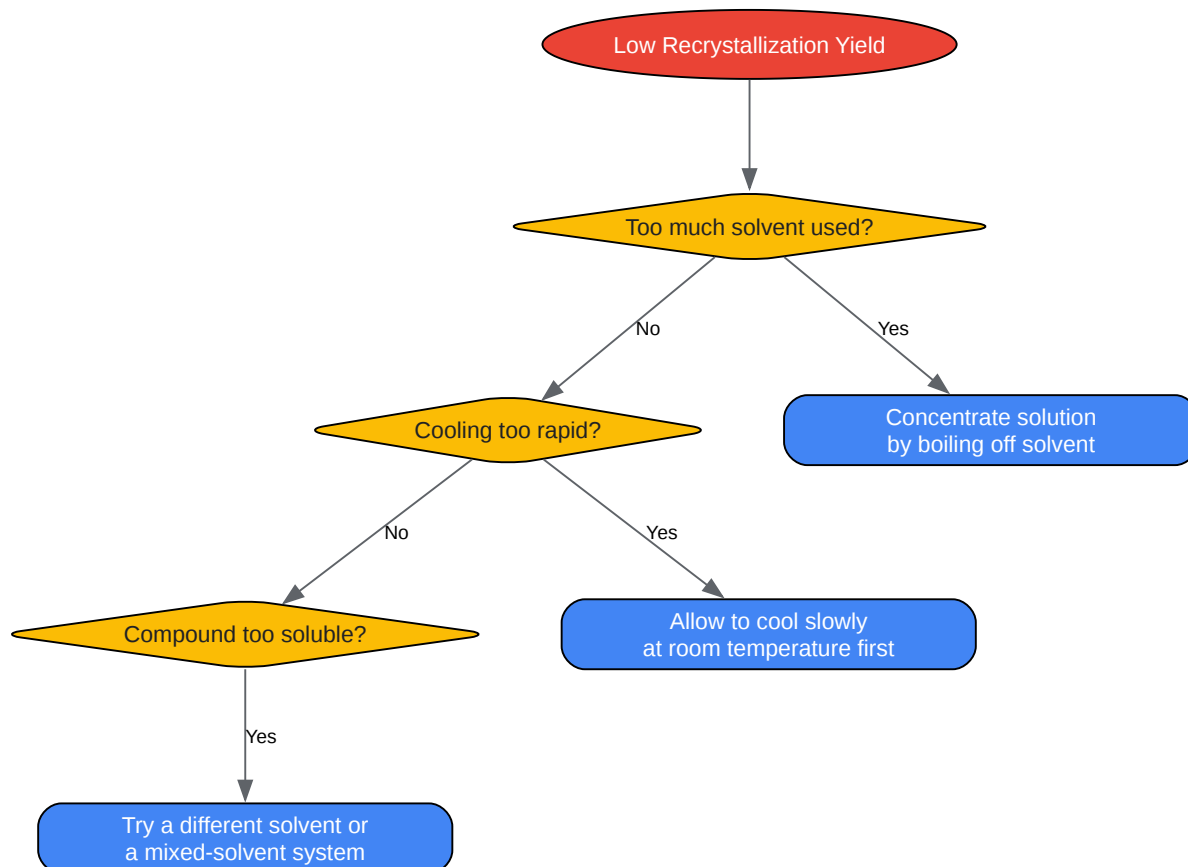 Low Recrystallization Yield
Too much solvent used?
No
Yes
Concentrate solution
by boiling off solvent
Cooling too rapid?
No
Yes
Allow to cool slowly
at room temperature first
Compound too soluble?
Yes
Try a different solvent or
a mixed-solvent system